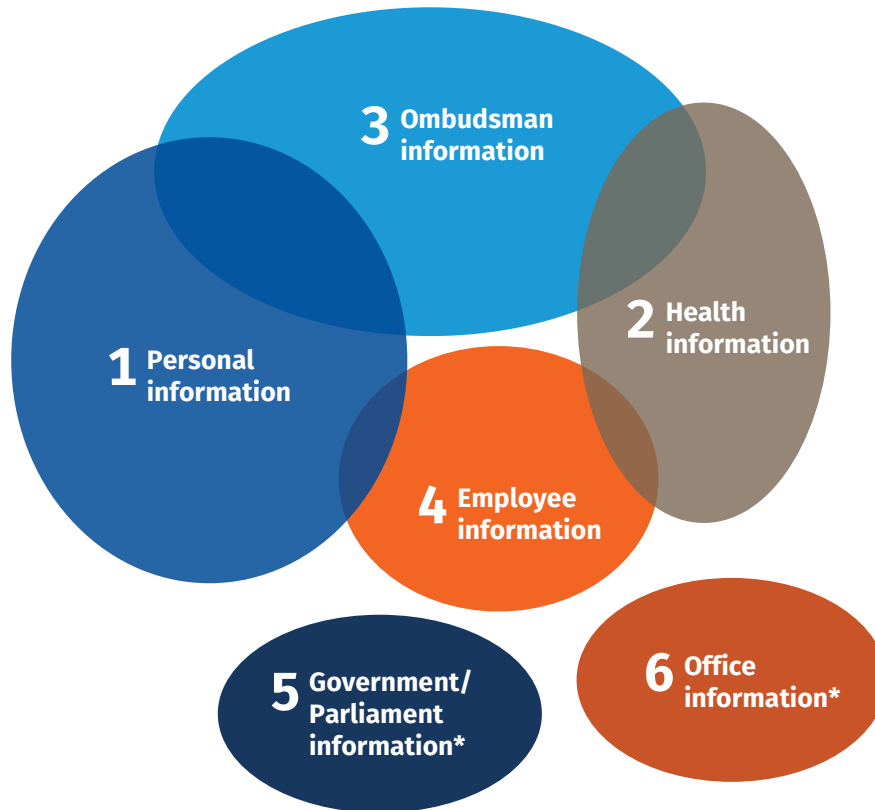 3 Ombudsman
information
1 Personal
information
2 Health
information
4 Employee
information
5 Government/
Parliament
information*
6 Office
information*